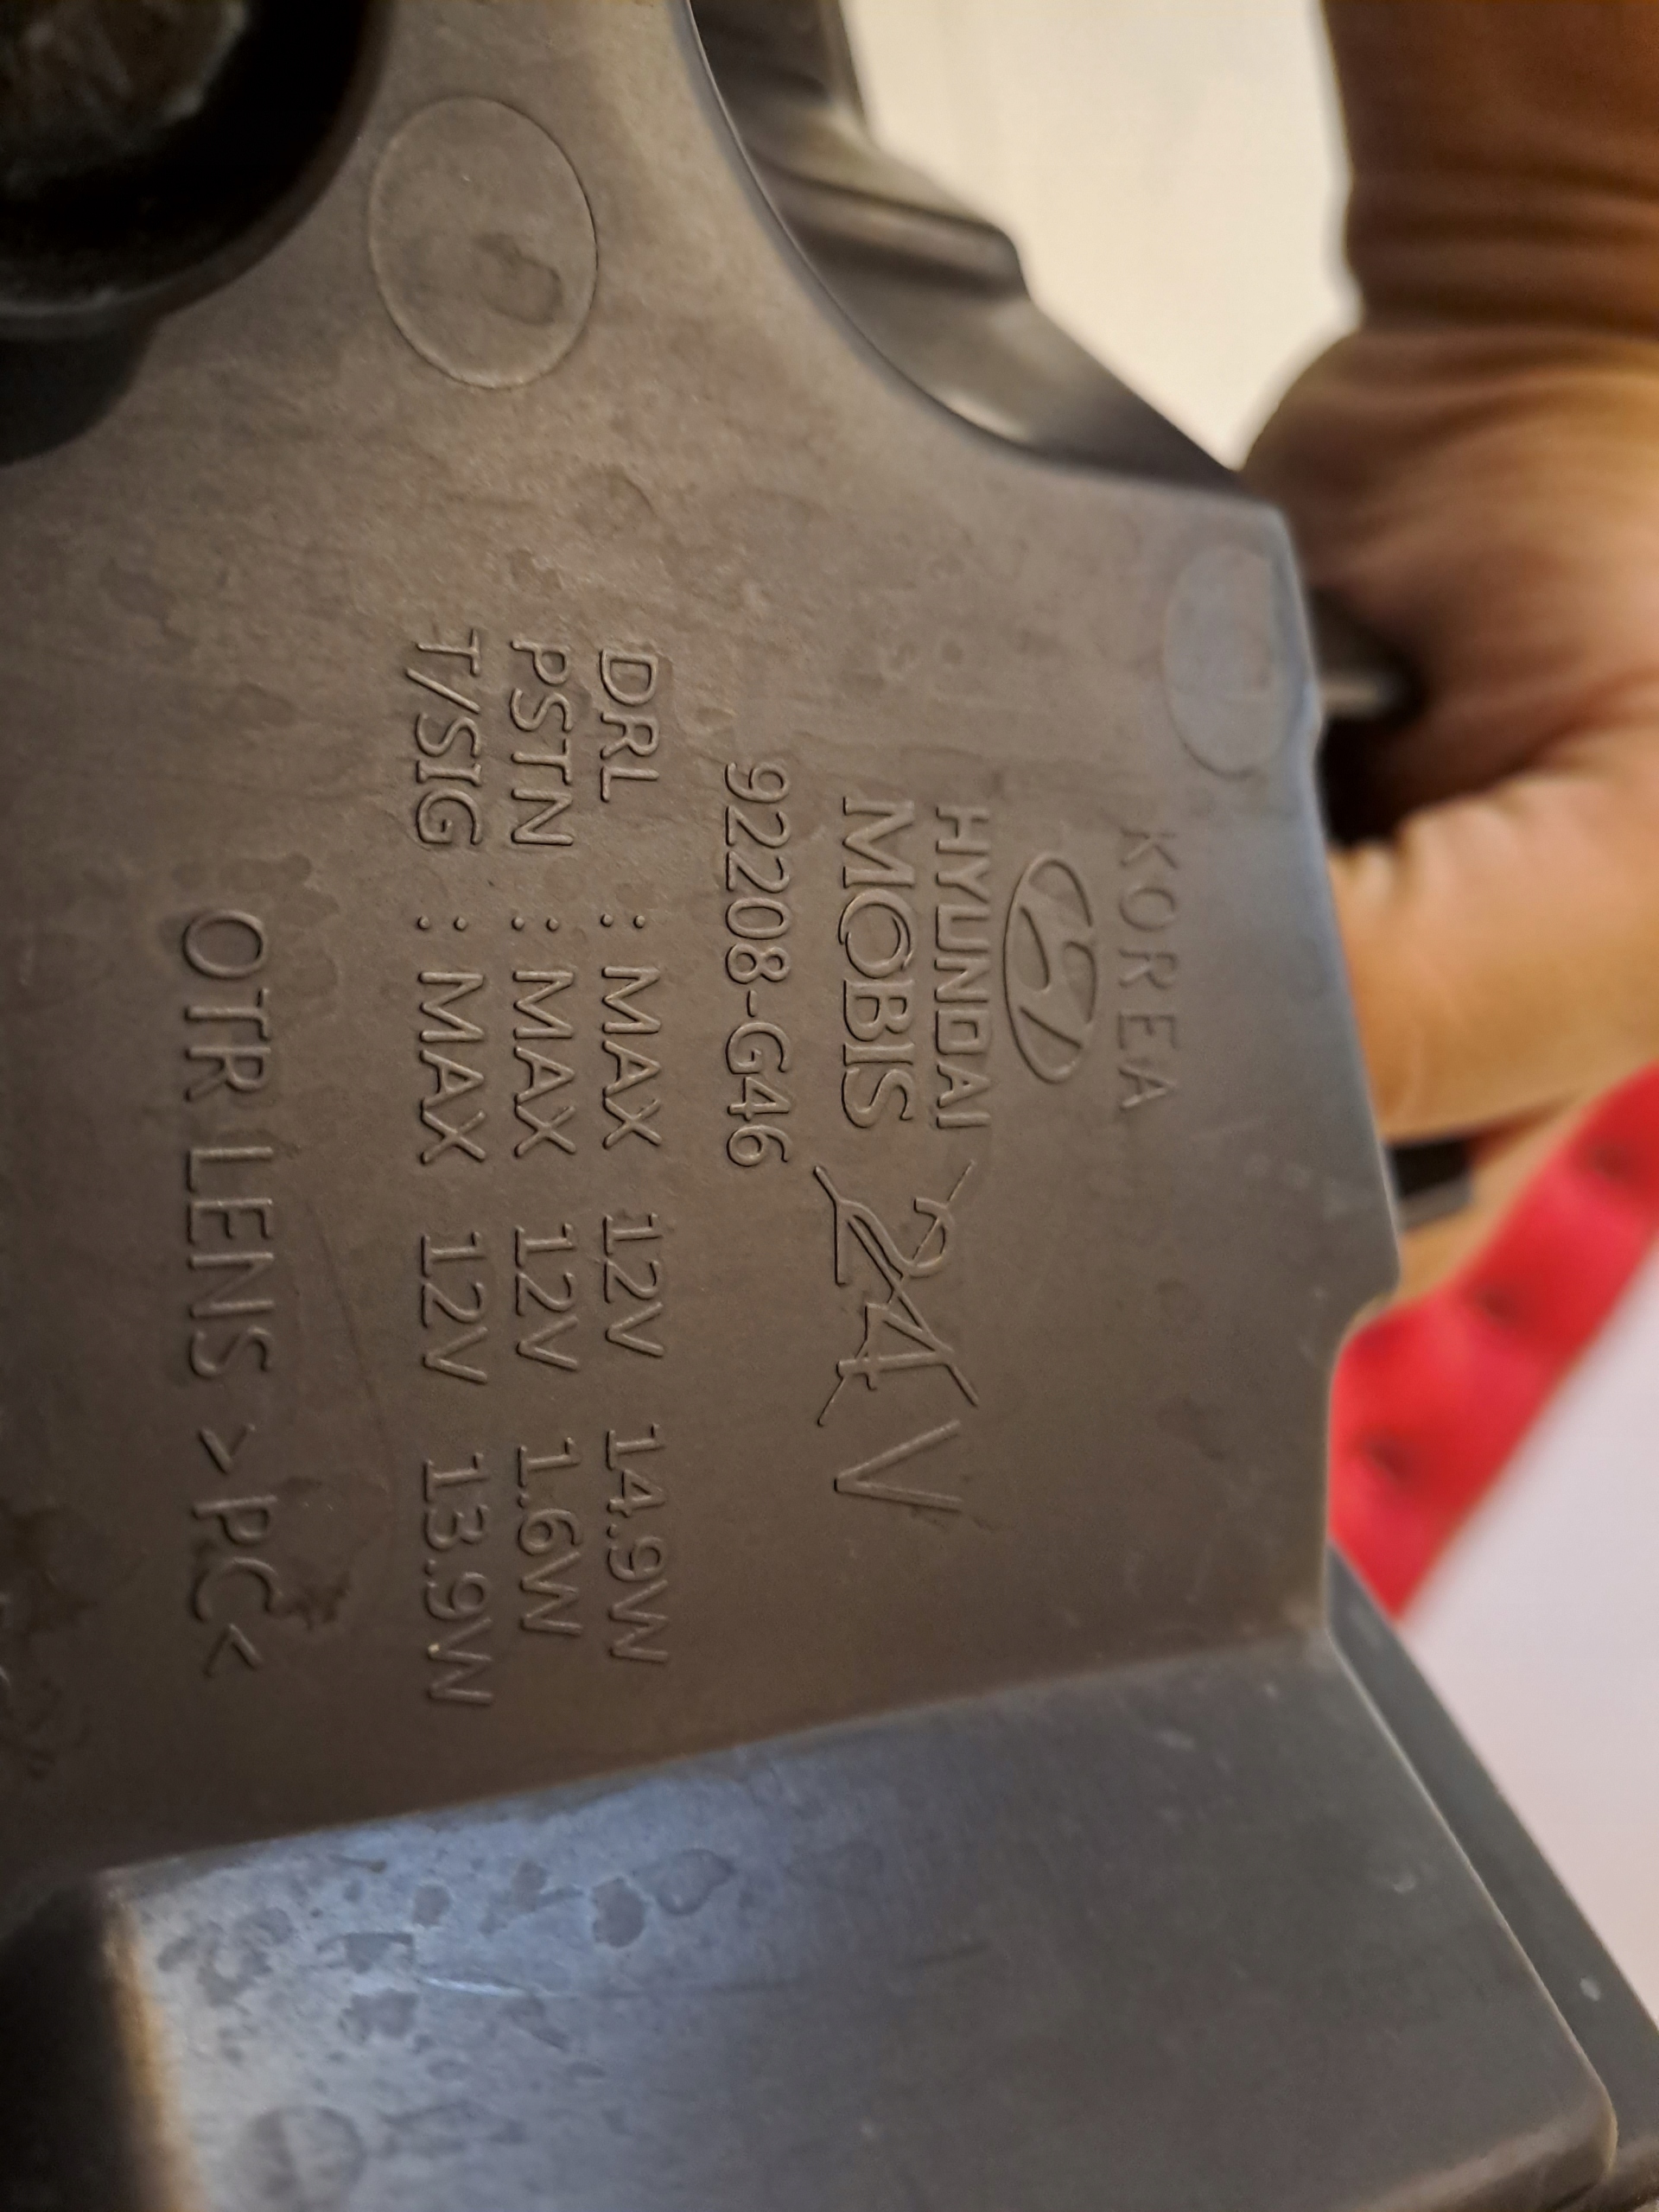 KOREA
HYUNDAI
MOBIS 24V
92208-G46
DRL : MAX 12V 14.9W
PSTN : MAX 12V 1.6W
T/SIG : MAX 12V 13.9W
OTR LENS >PC<